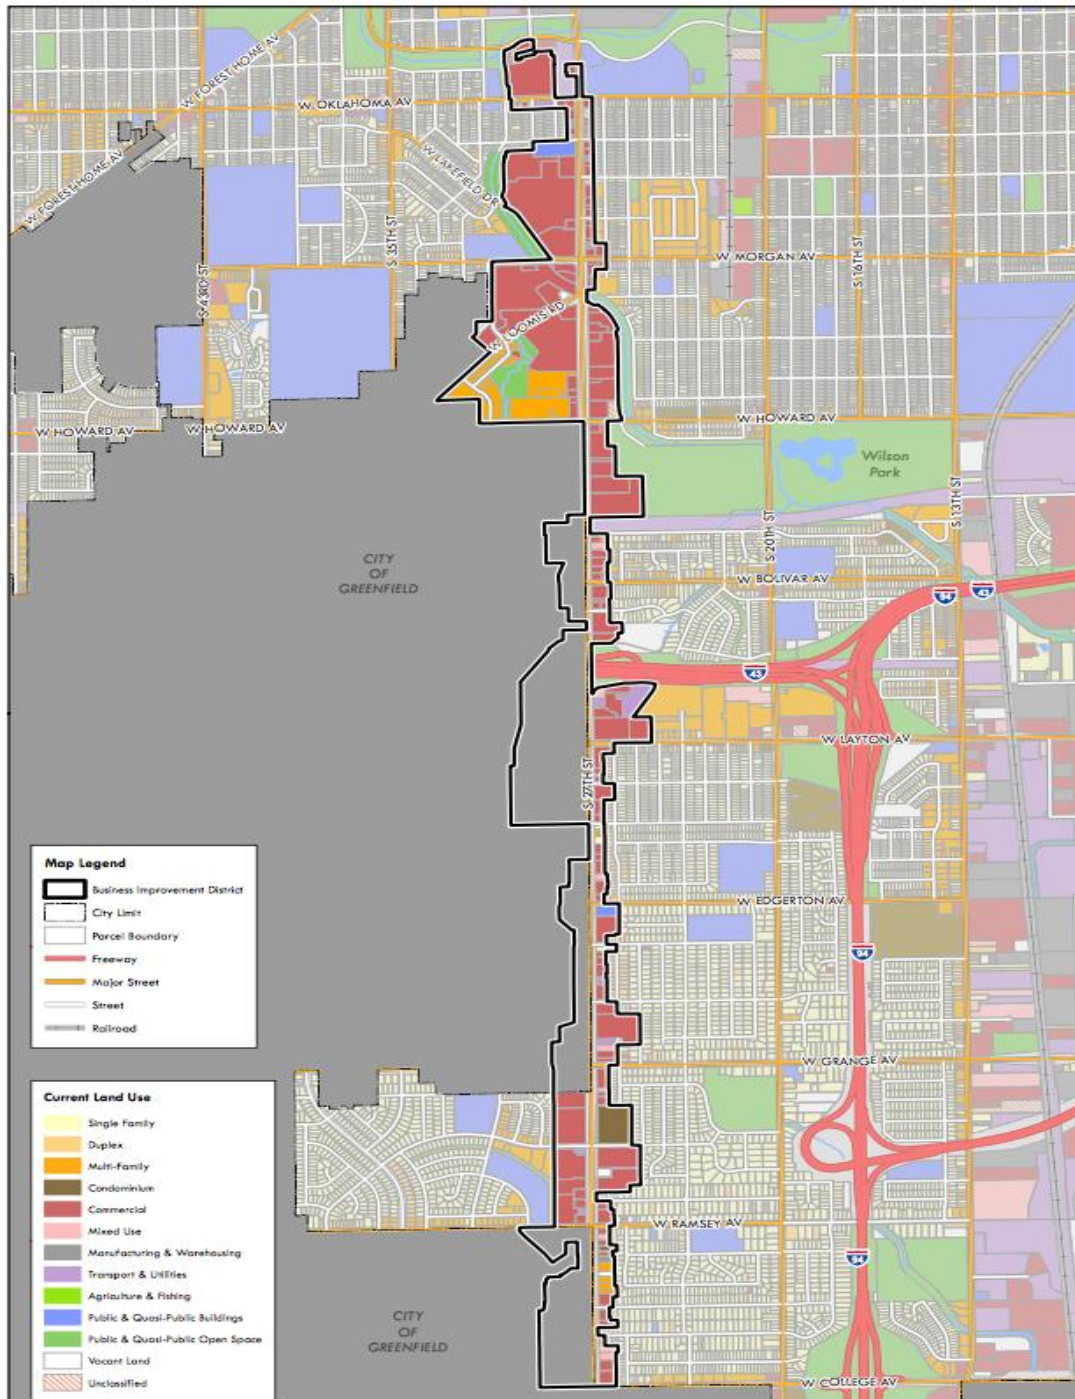 W FOREST HOME AV
W OKLAHOMA AV
W FOREST HOME AV
W LAKEFIELD DR
S 35TH ST
S 43RD ST
W MORGAN AV
S 16TH ST
W LOOMIS RD
W HOWARD AV
W HOWARD AV
W HOWARD AV
Wilson
Park
S 13TH ST
S 20TH ST
CITY
OF
GREENFIELD
W BOLIVAR AV
94
43
43
W LAYTON AV
S 27TH ST
Map Legend
Business Improvement District
City Limit
Parcel Boundary
Freeway
Major Street
Street
Railroad
W EDGERTON AV
94
W GRANGE AV
Current Land Use
Single Family
Duplex
Multi-Family
Condominium
Commercial
Mixed Use
Manufacturing & Warehousing
Transport & Utilities
Agriculture & Fishing
Public & Quasi-Public Buildings
Public & Quasi-Public Open Space
Vacant Land
Unclassified
W RAMSEY AV
94
CITY
OF
GREENFIELD
W COLLEGE AV